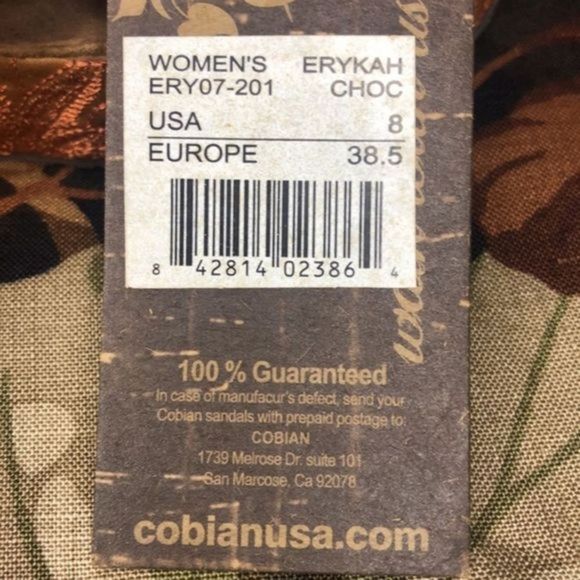 WOMEN'S ERYKAH
ERY07-201 CHOC
USA 8
EUROPE 38.5
8 42814 02386 4
100 % Guaranteed
In case of manufacur's defect, send your
Cobian sandals with prepaid postage to:
COBIAN
1739 Melrose Dr. suite 101
San Marcose, Ca 92078
cobianusa.com
us